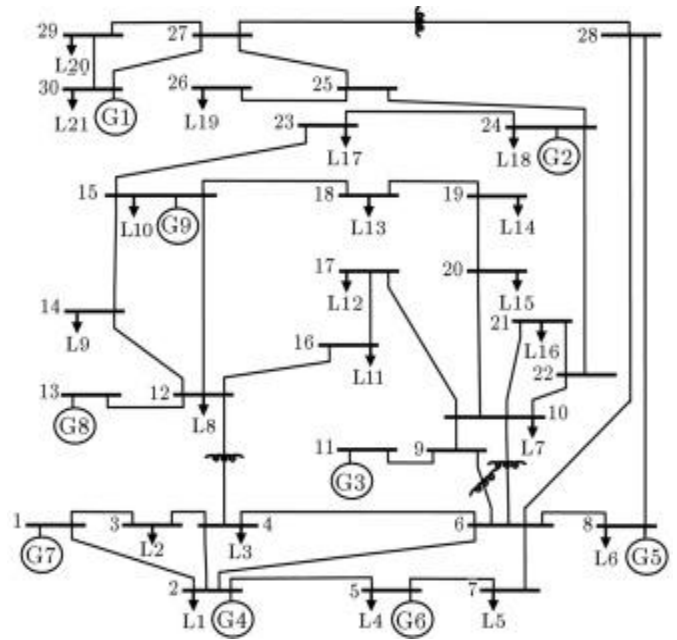 29 27 28
L20
30 26 25
L21 G1 L19
23 24
L17 L18 G2
15 18 19
L10 G9 L13 L14
17 20
14 L12 21 L15
L9 16 L16
22
13 12 L11
G8 L8 11 9 10
G3 L7
1 3 4 6 8
G7 L2 L3 L6 G5
2 5 7
L1 G4 L4 G6 L5